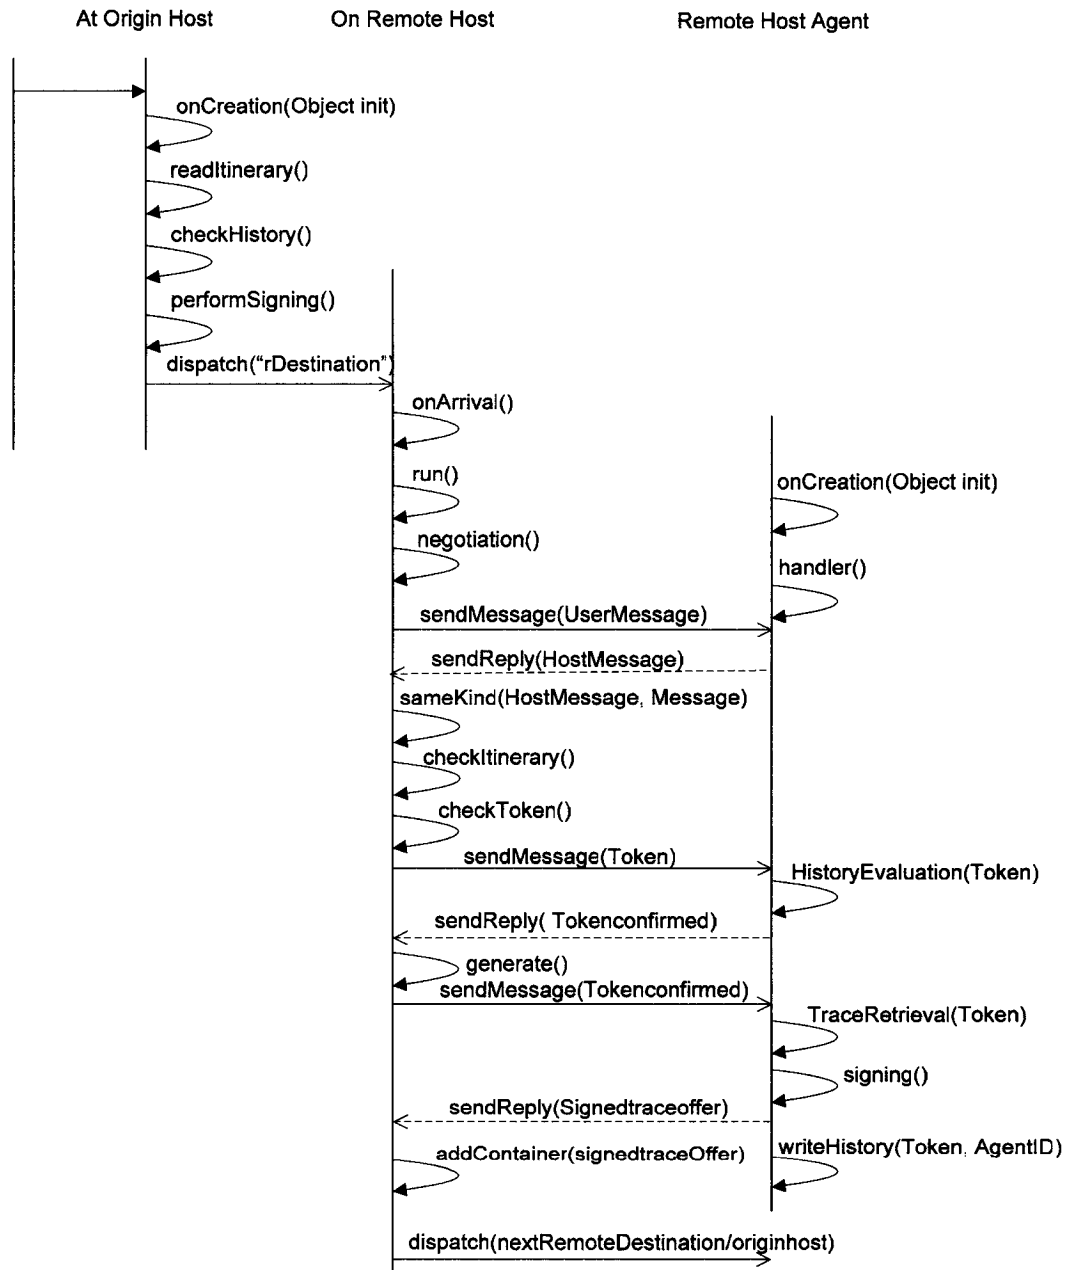 At Origin Host
On Remote Host
Remote Host Agent
onCreation(Object init)
readItinerary()
checkHistory()
performSigning()
dispatch("rDestination")
onArrival()
run()
onCreation(Object init)
negotiation()
handler()
sendMessage(UserMessage)
sendReply(HostMessage)
sameKind(HostMessage, Message)
checkItinerary()
checkToken()
sendMessage(Token)
HistoryEvaluation(Token)
sendReply( Tokenconfirmed)
generate()
sendMessage(Tokenconfirmed)
TraceRetrieval(Token)
signing()
sendReply(Signedtraceoffer)
writeHistory(Token, AgentID)
addContainer(signedtraceOffer)
dispatch(nextRemoteDestination/originhost)